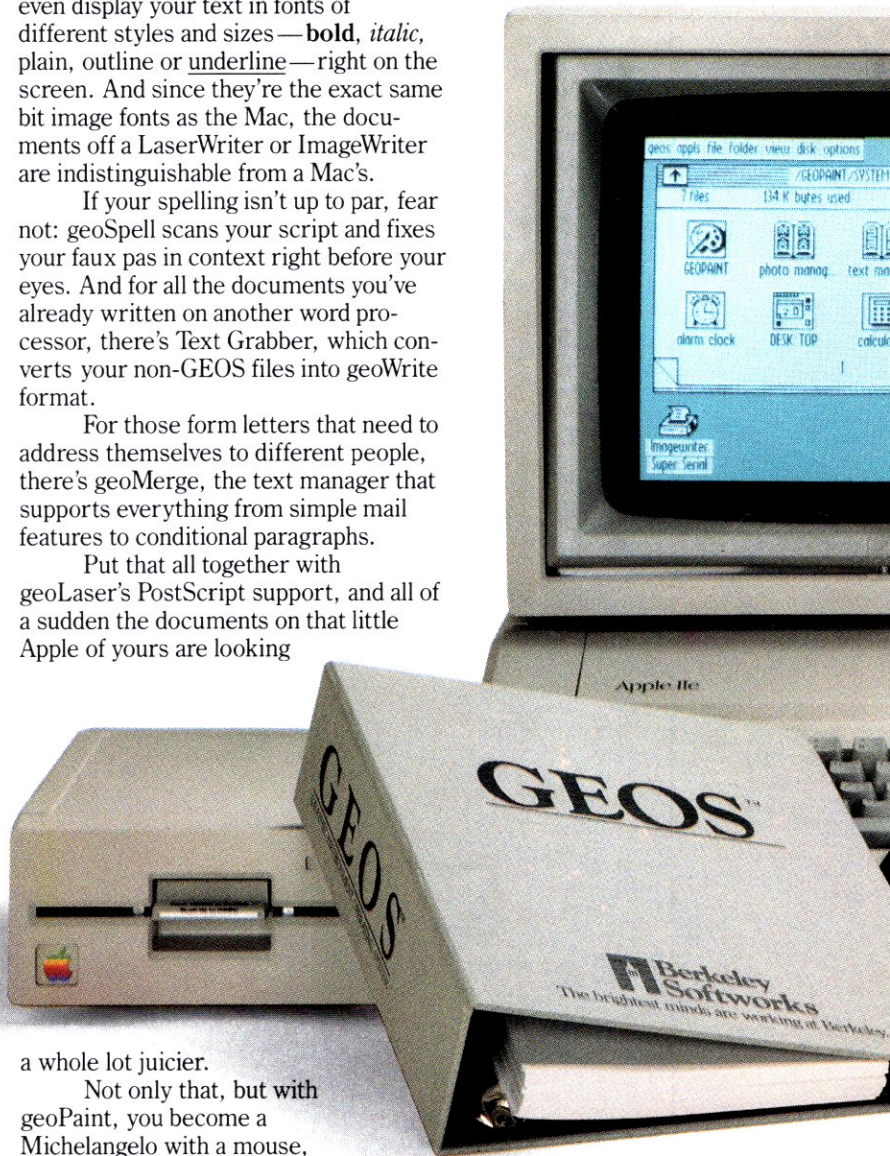 even display your text in fonts of
different styles and sizes—bold, italic,
plain, outline or underline—right on the
screen. And since they're the exact same
bit image fonts as the Mac, the docu-
ments off a LaserWriter or ImageWriter
are indistinguishable from a Mac's.
If your spelling isn't up to par, fear
not: geoSpell scans your script and fixes
your faux pas in context right before your
eyes. And for all the documents you've
already written on another word pro-
cessor, there's Text Grabber, which con-
verts your non-GEOS files into geoWrite
format.
For those form letters that need to
address themselves to different people,
there's geoMerge, the text manager that
supports everything from simple mail
features to conditional paragraphs.
Put that all together with
geoLaser's PostScript support, and all of
a sudden the documents on that little
Apple of yours are looking
a whole lot juicier.
Not only that, but with
geoPaint, you become a
Michelangelo with a mouse,
geos appls file folder view disk options
/GEOPAINT/SYSTEM
7 files 134 K bytes used
GEOPAINT photo manag. text ma
alarm clock DESK TOP calcul
1
Imagewriter
Super Serial
Apple IIe
GEOS
GEOS™
Berkeley
Softworks
The brightest minds are working at Berkeley.